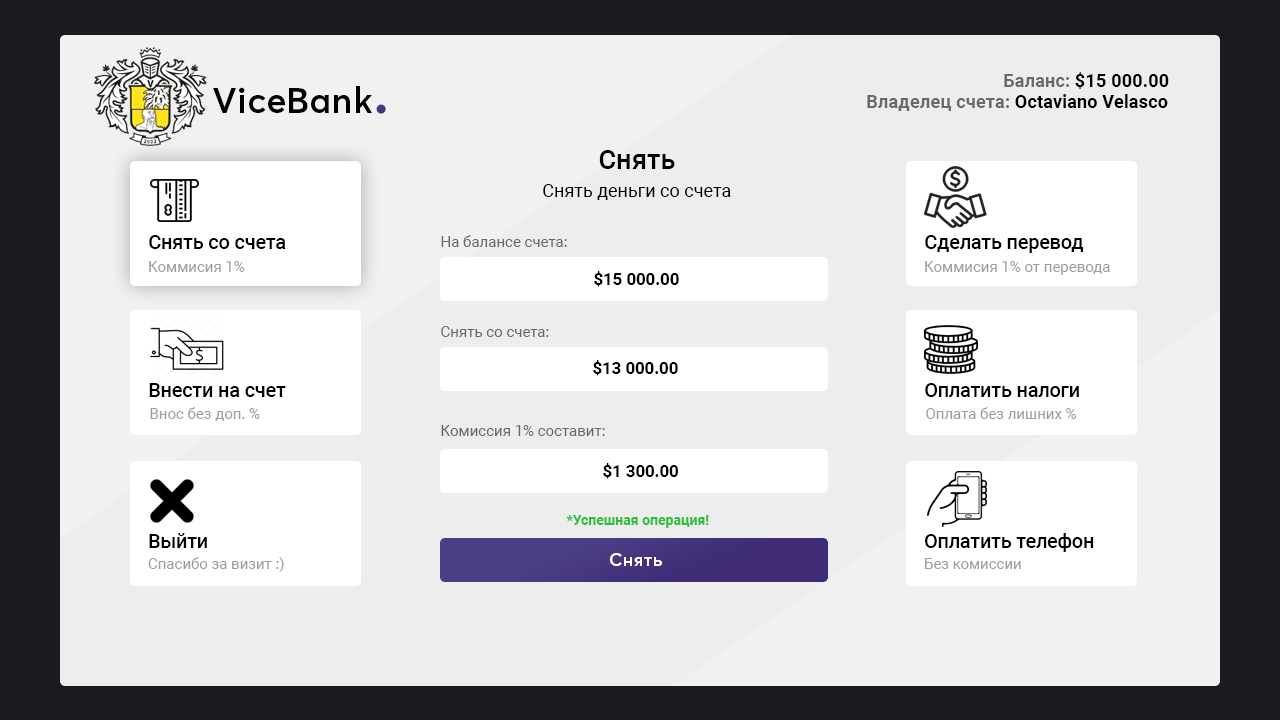 ViceBank.
Баланс: $15 000.00
Владелец счета: Octaviano Velasco
Снять
Снять деньги со счета
Снять со счета
Коммисия 1%
Внести на счет
Внос без доп. %
Выйти
Спасибо за визит :)
На балансе счета:
$15 000.00
Снять со счета:
$13 000.00
Комиссия 1% составит:
$1 300.00
*Успешная операция!
Снять
Сделать перевод
Коммисия 1% от перевода
Оплатить налоги
Оплата без лишних %
Оплатить телефон
Без комиссии